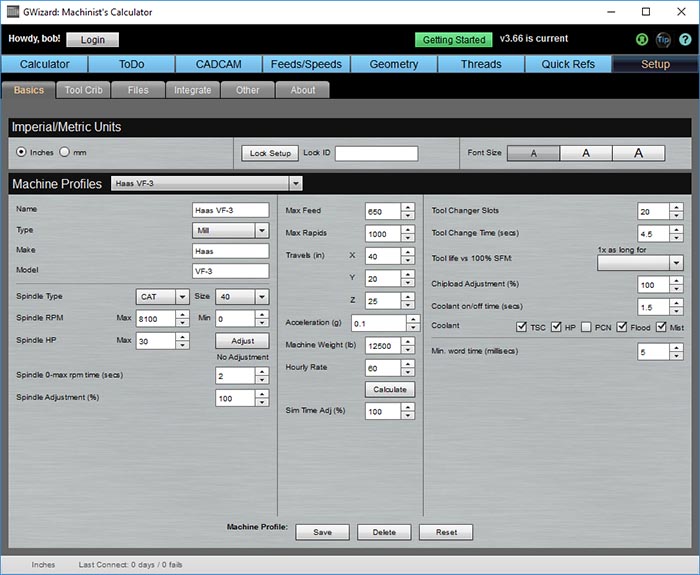 GWizard: Machinist's Calculator
Howdy, bob! Login Getting Started v3.66 is current Tip ?
Calculator ToDo CADCAM Feeds/Speeds Geometry Threads Quick Refs Setup
Basics Tool Crib Files Integrate Other About
Imperial/Metric Units
Inches mm Lock Setup Lock ID Font Size A A A
Machine Profiles Haas VF-3
Name Haas VF-3
Type Mill
Make Haas
Model VF-3
Spindle Type CAT Size 40
Spindle RPM Max 8100 Min 0
Spindle HP Max 30 Adjust
No Adjustment
Spindle 0-max rpm time (secs) 2
Spindle Adjustment (%) 100
Max Feed 650
Max Rapids 1000
Travels (in) X 40
Y 20
Z 25
Acceleration (g) 0.1
Machine Weight (lb) 12500
Hourly Rate 60
Calculate
Sim Time Adj (%) 100
Tool Changer Slots 20
Tool Change Time (secs) 4.5
1x as long for
Tool life vs 100% SFM:
Chipload Adjustment (%) 100
Coolant on/off time (secs) 1.5
Coolant TSC HP PCN Flood Mist
Min. word time (millisecs) 5
Machine Profile: Save Delete Reset
Inches Last Connect: 0 days / 0 fails